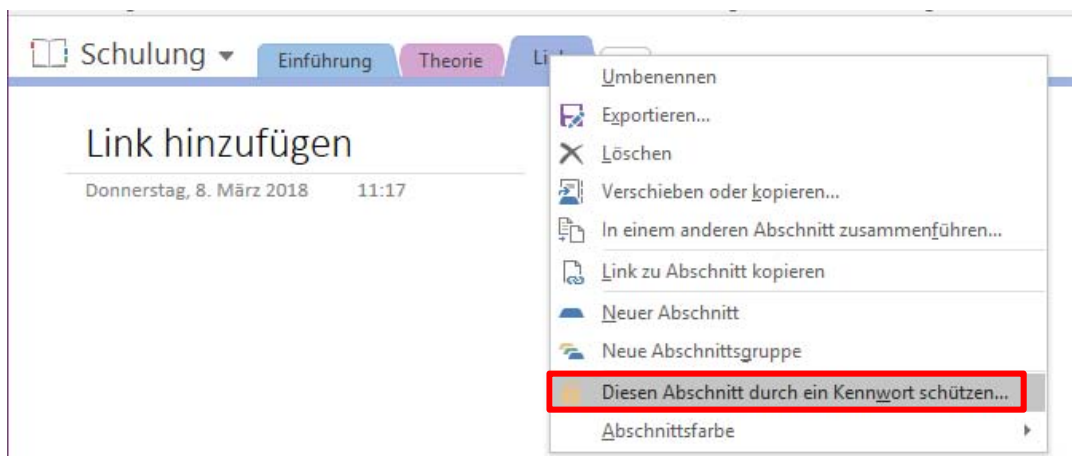 Schulung
Einführung Theorie
Link hinzufügen
Donnerstag, 8. März 2018 11:17
Umbenennen
Exportieren...
Löschen
Verschieben oder kopieren...
In einem anderen Abschnitt zusammenführen...
Link zu Abschnitt kopieren
Neuer Abschnitt
Neue Abschnittsgruppe
Diesen Abschnitt durch ein Kennwort schützen...
Abschnittsfarbe